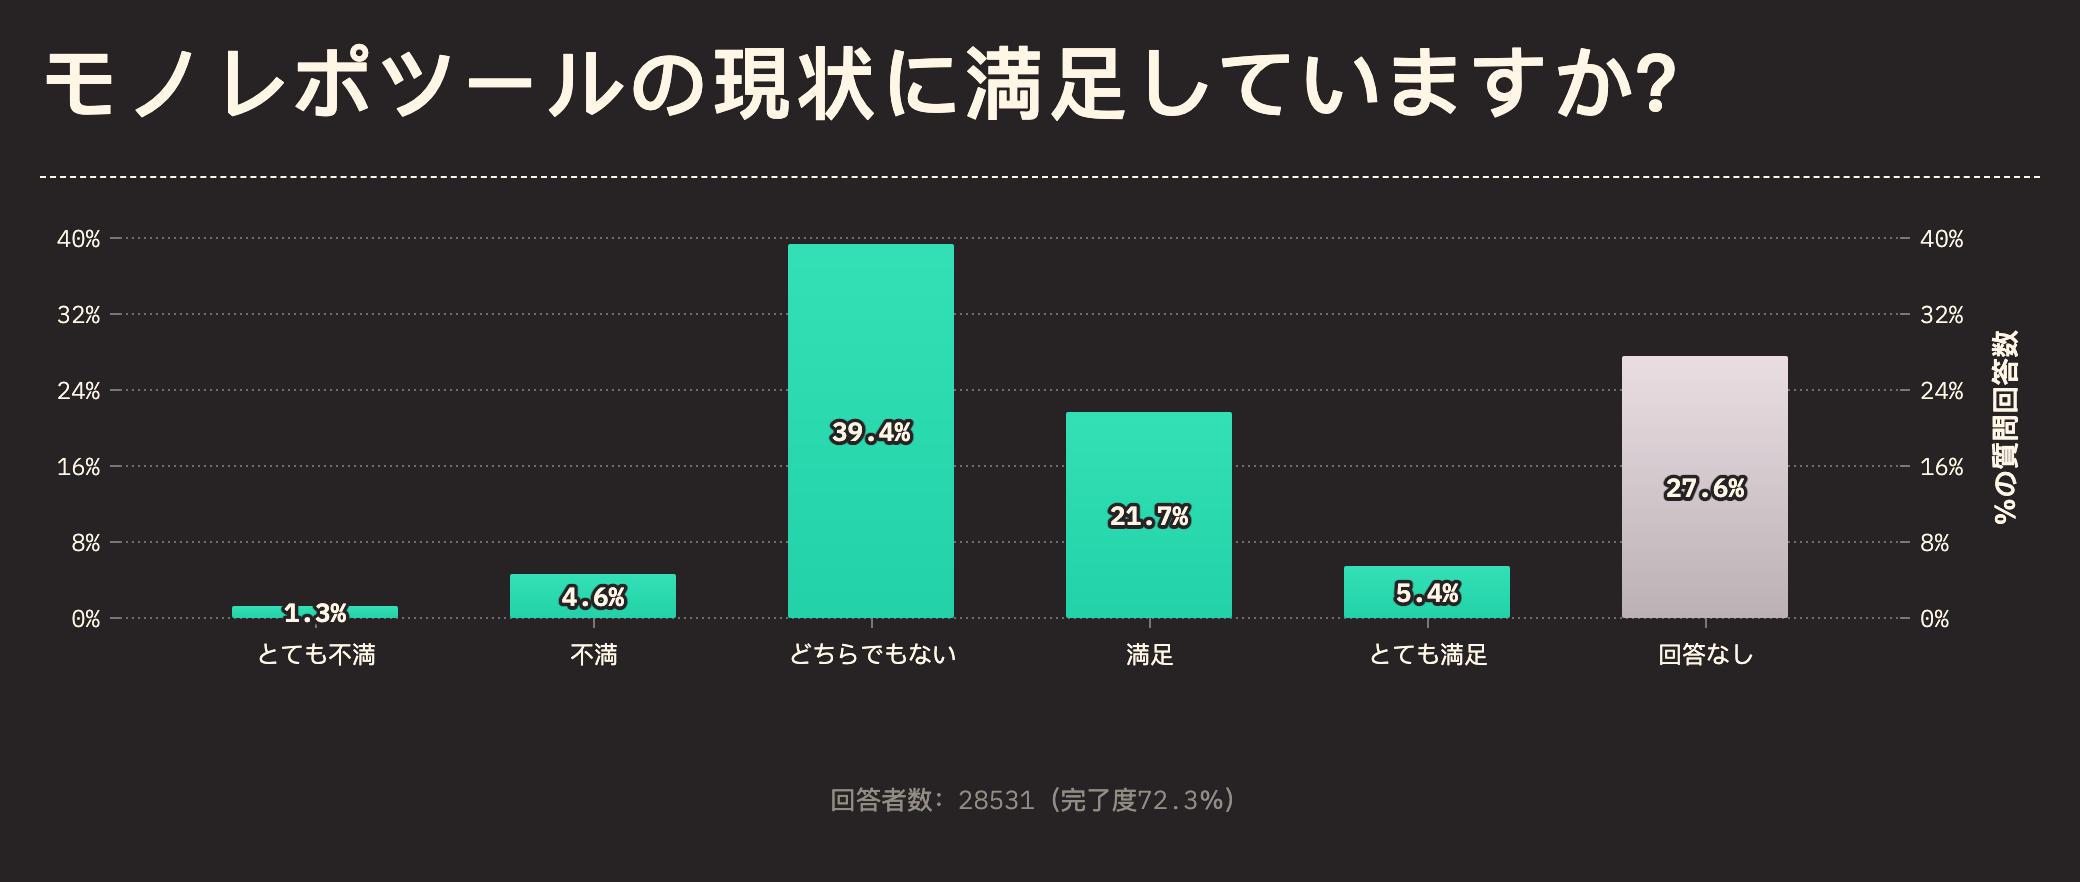 モノレポツールの現状に満足していますか?
40%
32%
24%
16%
8%
0%
40%
32%
24%
16%
8%
0%
%の質問回答数
1.3%
4.6%
39.4%
21.7%
5.4%
27.6%
とても不満
不満
どちらでもない
満足
とても満足
回答なし
回答者数: 28531 (完了度72.3%)